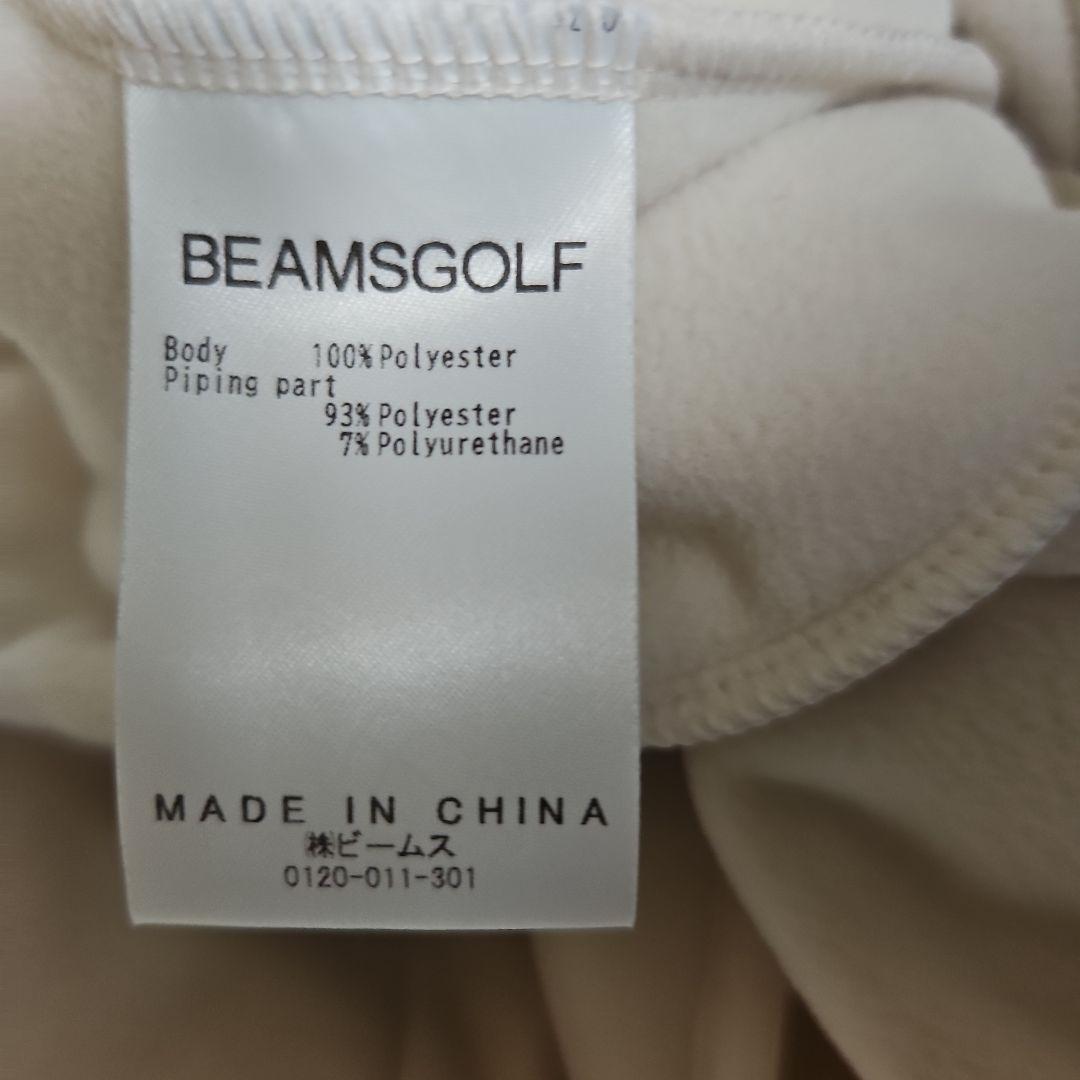 BEAMSGOLF
Body 100%Polyester
Piping part
93%Polyester
7%Polyurethane
MADE IN CHINA
㈱ビームス
0120-011-301